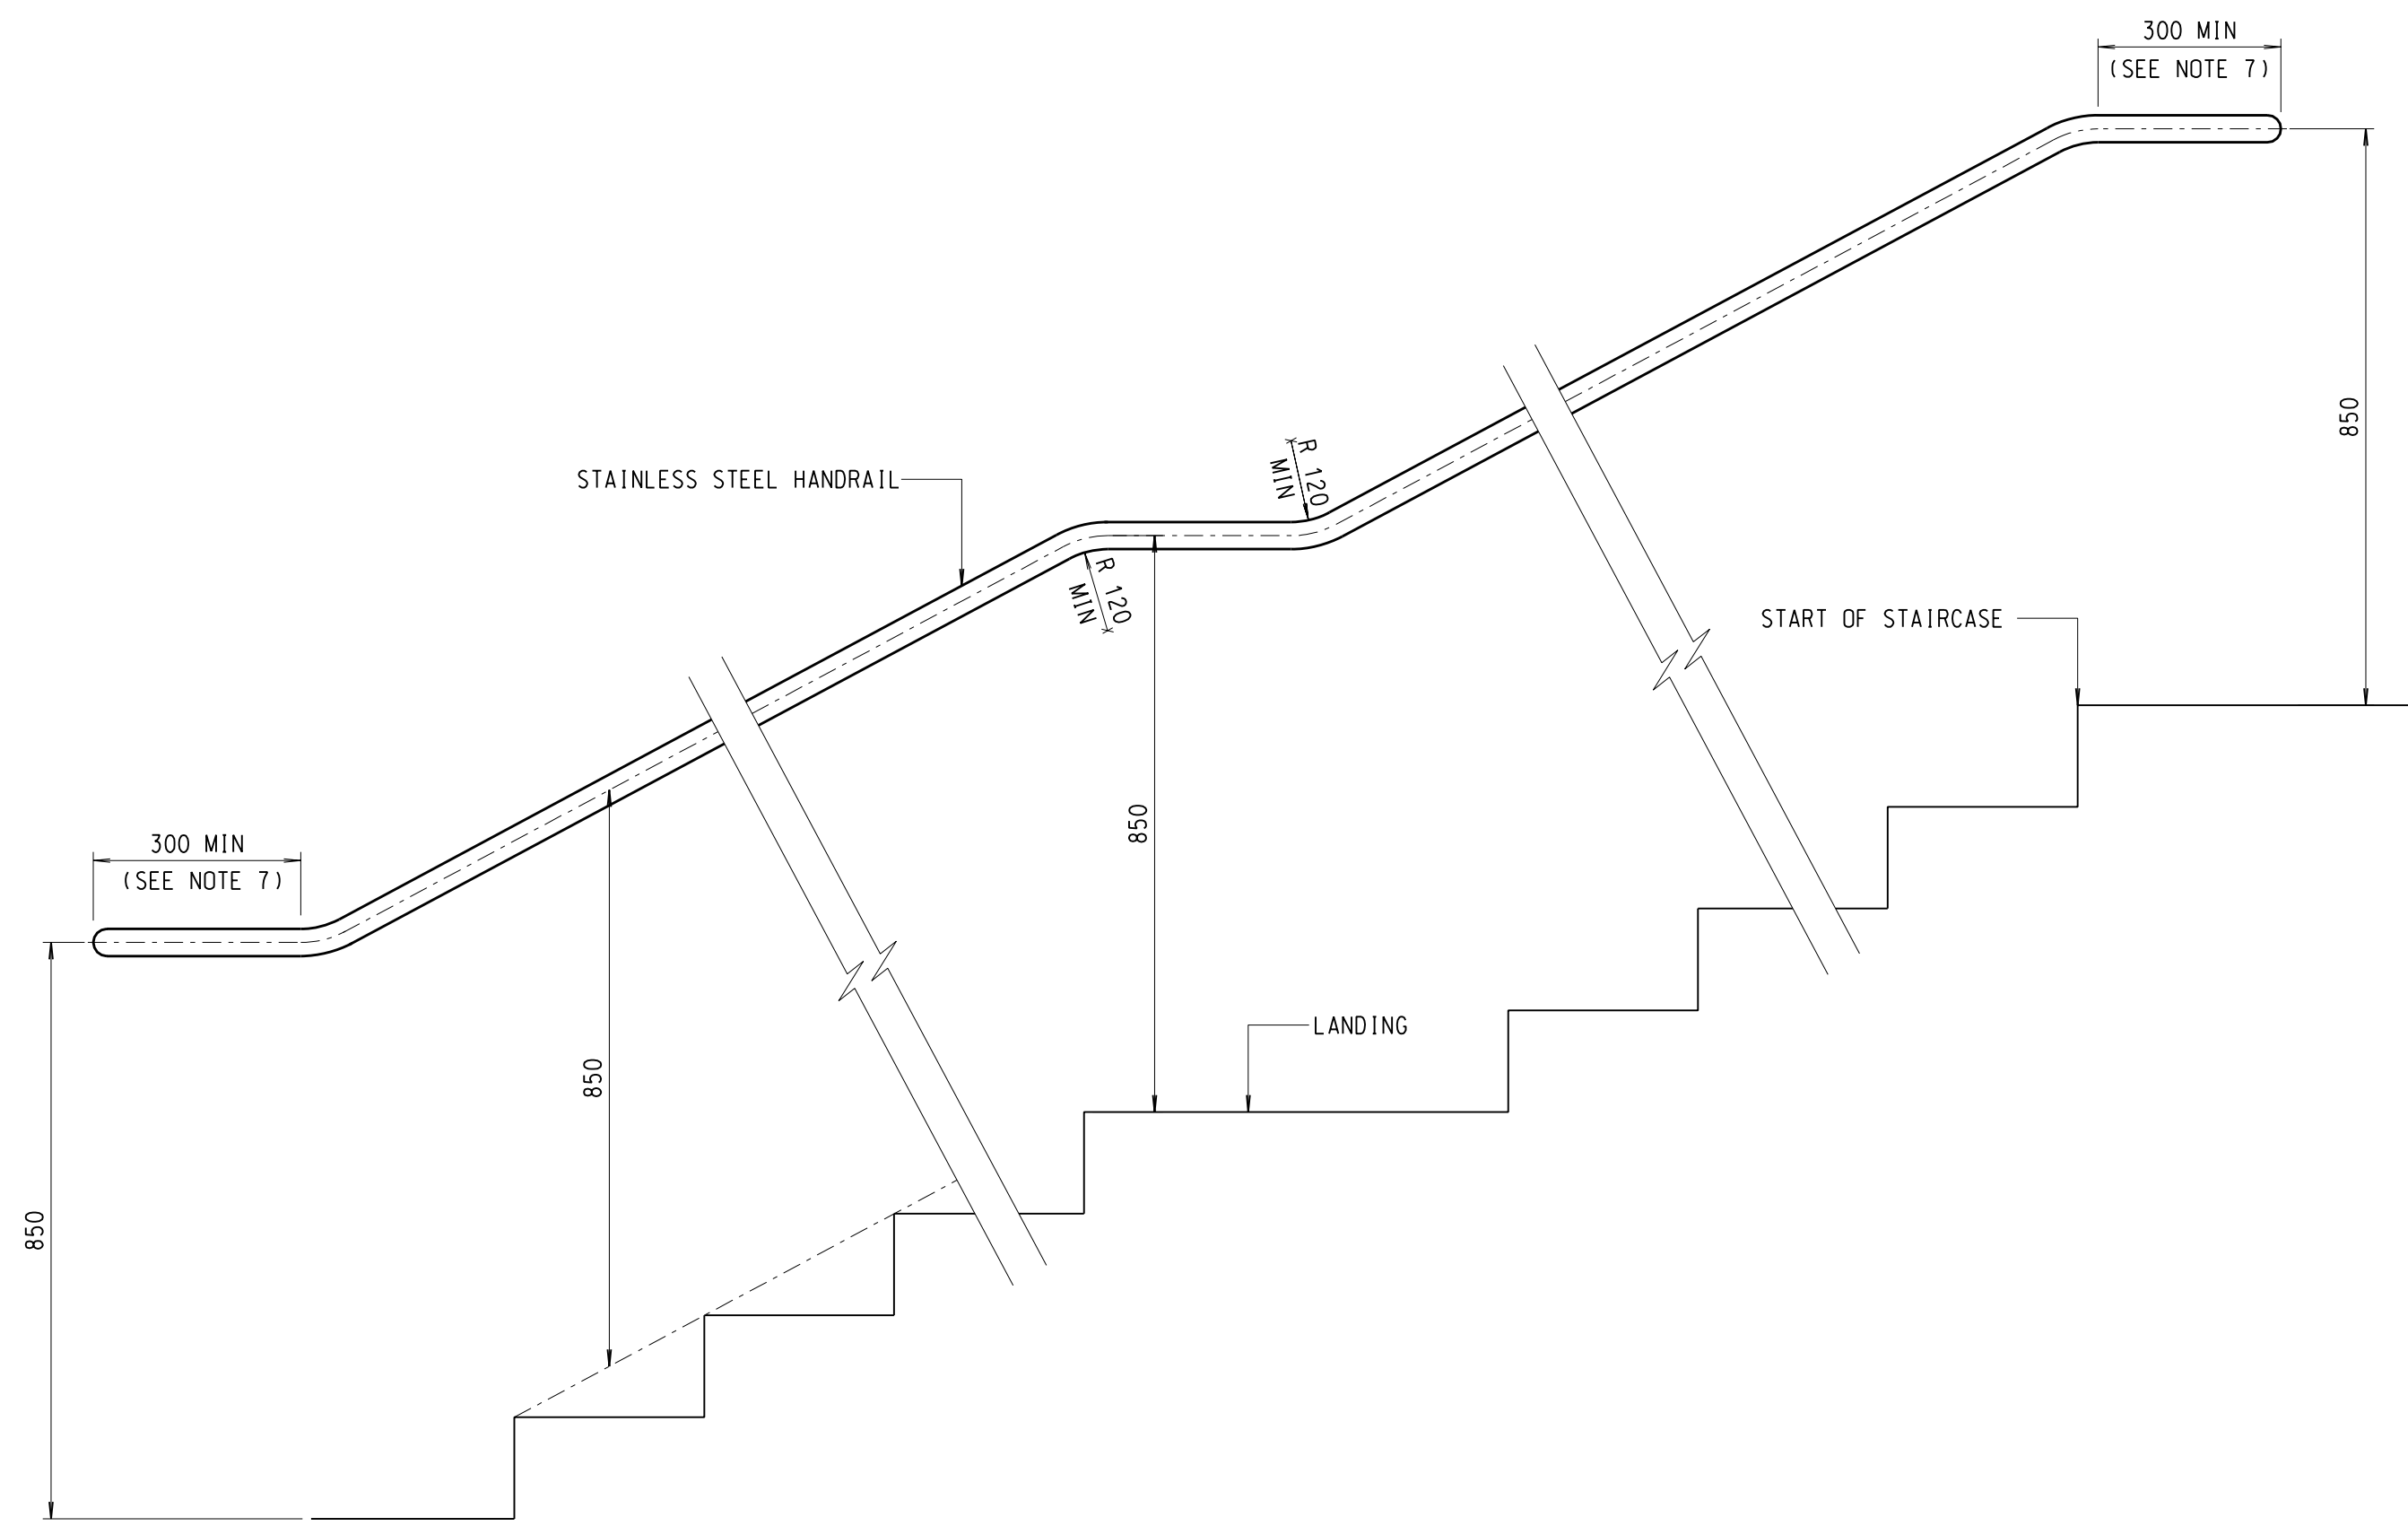 300 MIN
(SEE NOTE 7)
850
STAINLESS STEEL HANDRAIL
R 120
MIN
R 120
MIN
START OF STAIRCASE
850
300 MIN
(SEE NOTE 7)
LANDING
850
850